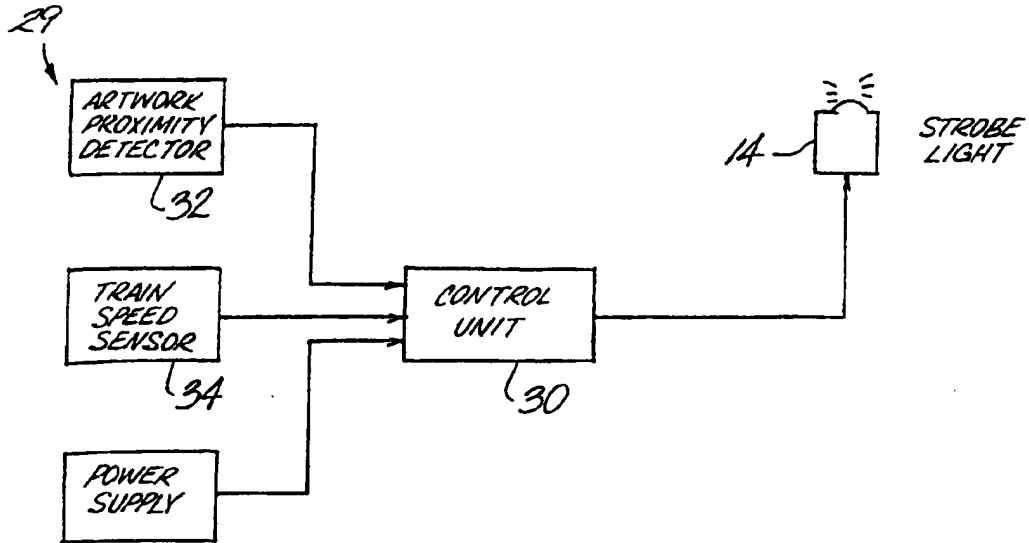 29
ARTWORK
PROXIMITY
DETECTOR
32
TRAIN
SPEED
SENSOR
34
POWER
SUPPLY
CONTROL
UNIT
30
14
STROBE
LIGHT